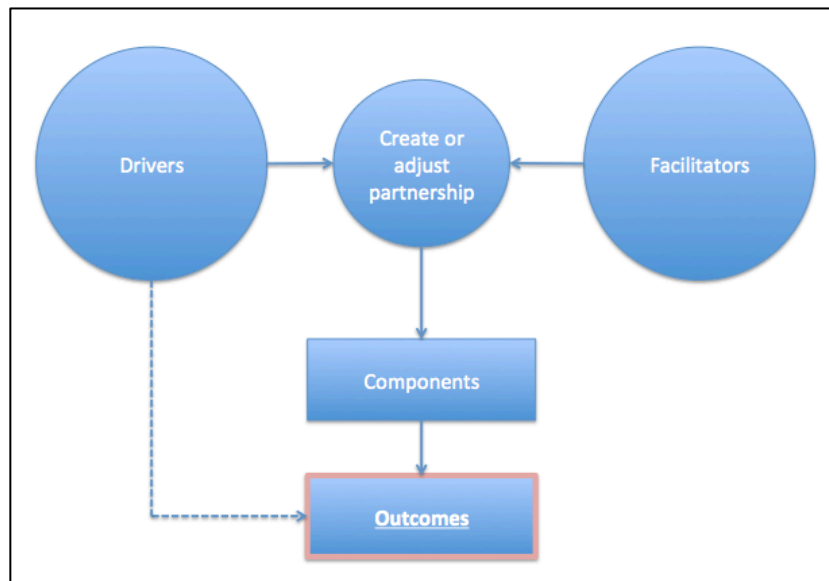 Drivers
Create or
adjust
partnership
Facilitators
Components
Outcomes